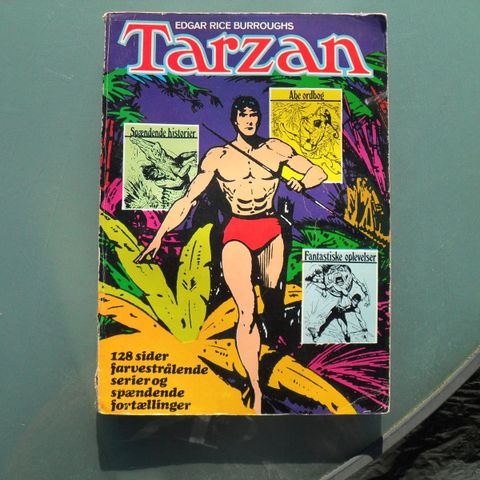 EDGAR RICE BURROUGHS
Tarzan
Abe ordbog
Spændende historier
Fantastiske oplevelser
128 sider
farvestrålende
serier og
spændende
fortællinger